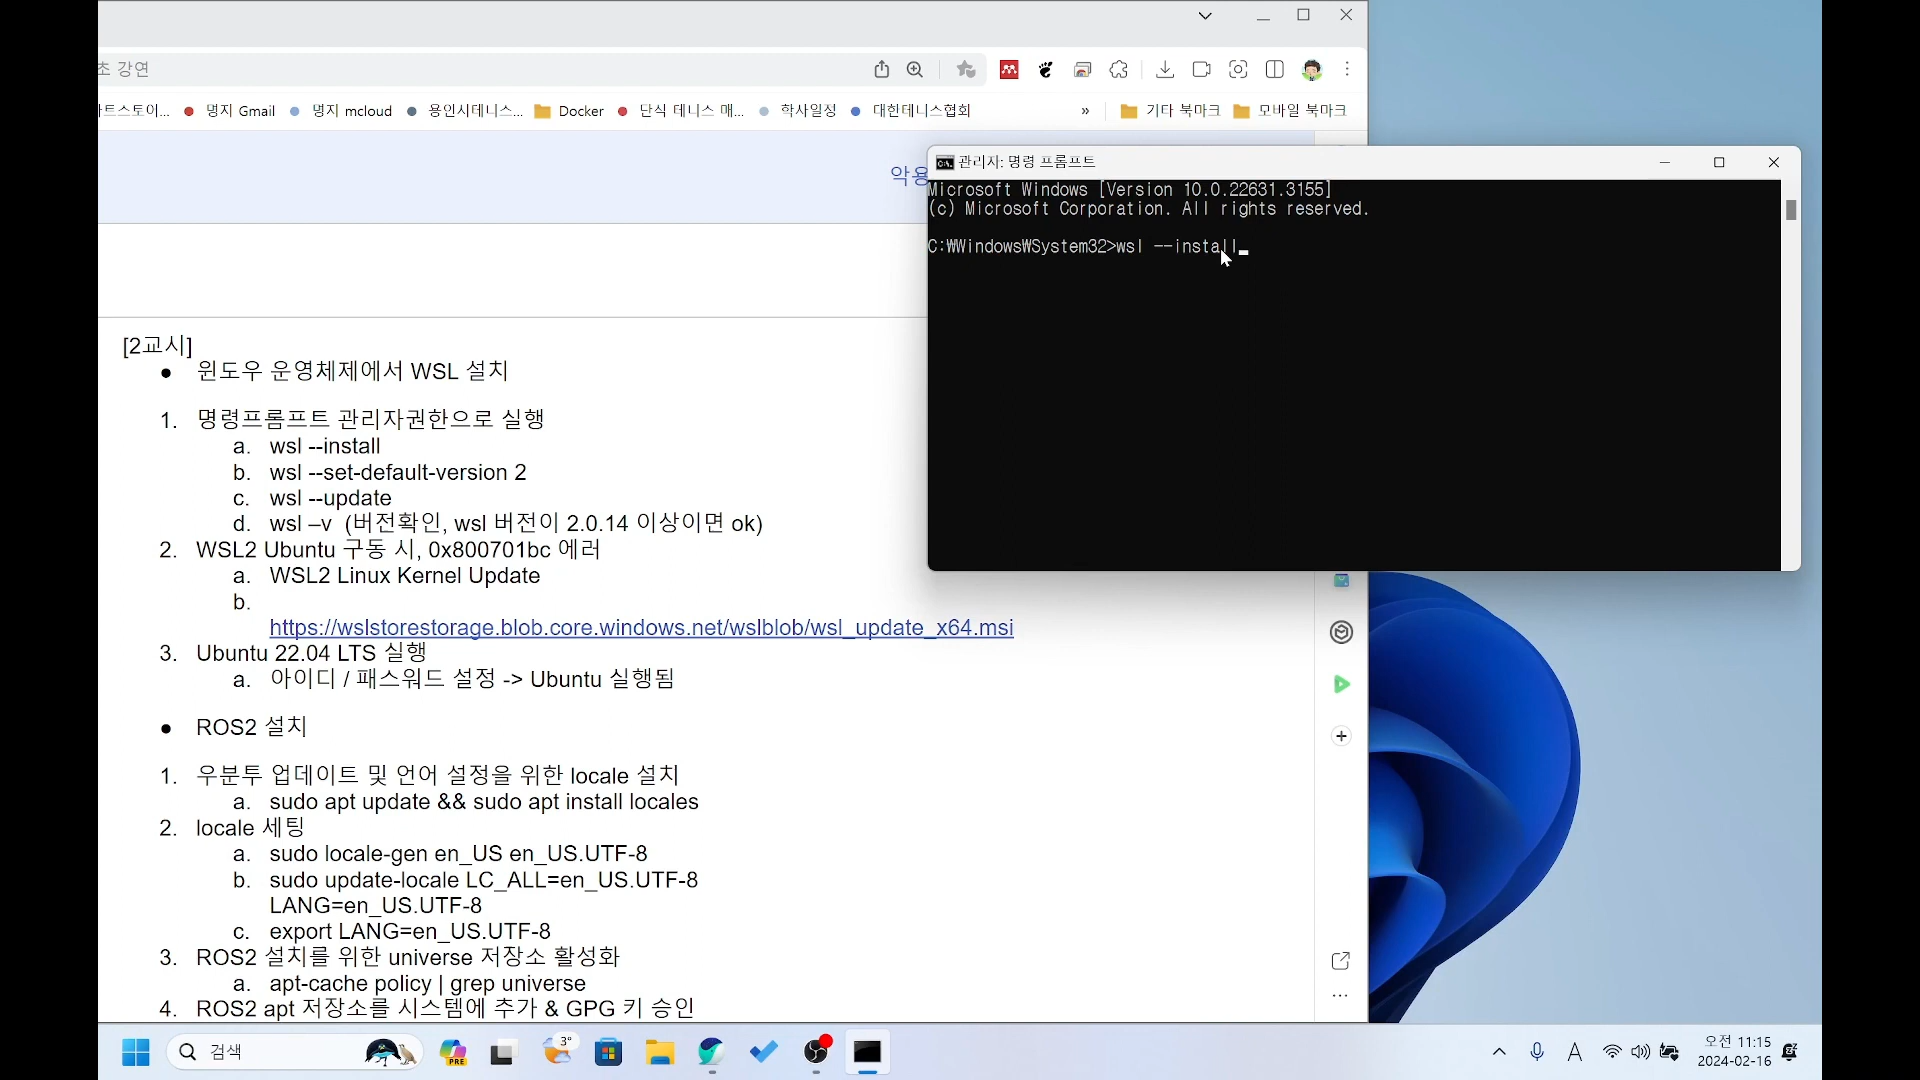 초 강연
ㅏ트스토어...
명지 Gmail
명지 mcloud
용인시테니스...
Docker
단식 테니스 매...
학사일정
대한테니스협회
»
기타 북마크
모바일 북마크
관리자: 명령 프롬프트
Microsoft Windows [Version 10.0.22631.3155]
(c) Microsoft Corporation. All rights reserved.
C:₩Windows₩System32>wsl --install
악용
[2교시]
● 윈도우 운영체제에서 WSL 설치
1. 명령프롬프트 관리자권한으로 실행
a. wsl --install
b. wsl --set-default-version 2
c. wsl --update
d. wsl –v (버전확인, wsl 버전이 2.0.14 이상이면 ok)
2. WSL2 Ubuntu 구동 시, 0x800701bc 에러
a. WSL2 Linux Kernel Update
b.
https://wslstorestorage.blob.core.windows.net/wslblob/wsl_update_x64.msi
3. Ubuntu 22.04 LTS 실행
a. 아이디 / 패스워드 설정 -> Ubuntu 실행됨
● ROS2 설치
1. 우분투 업데이트 및 언어 설정을 위한 locale 설치
a. sudo apt update && sudo apt install locales
2. locale 세팅
a. sudo locale-gen en_US en_US.UTF-8
b. sudo update-locale LC_ALL=en_US.UTF-8
LANG=en_US.UTF-8
c. export LANG=en_US.UTF-8
3. ROS2 설치를 위한 universe 저장소 활성화
a. apt-cache policy | grep universe
4. ROS2 apt 저장소를 시스템에 추가 & GPG 키 승인
검색
PRE
3°
A
오전 11:15
2024-02-16